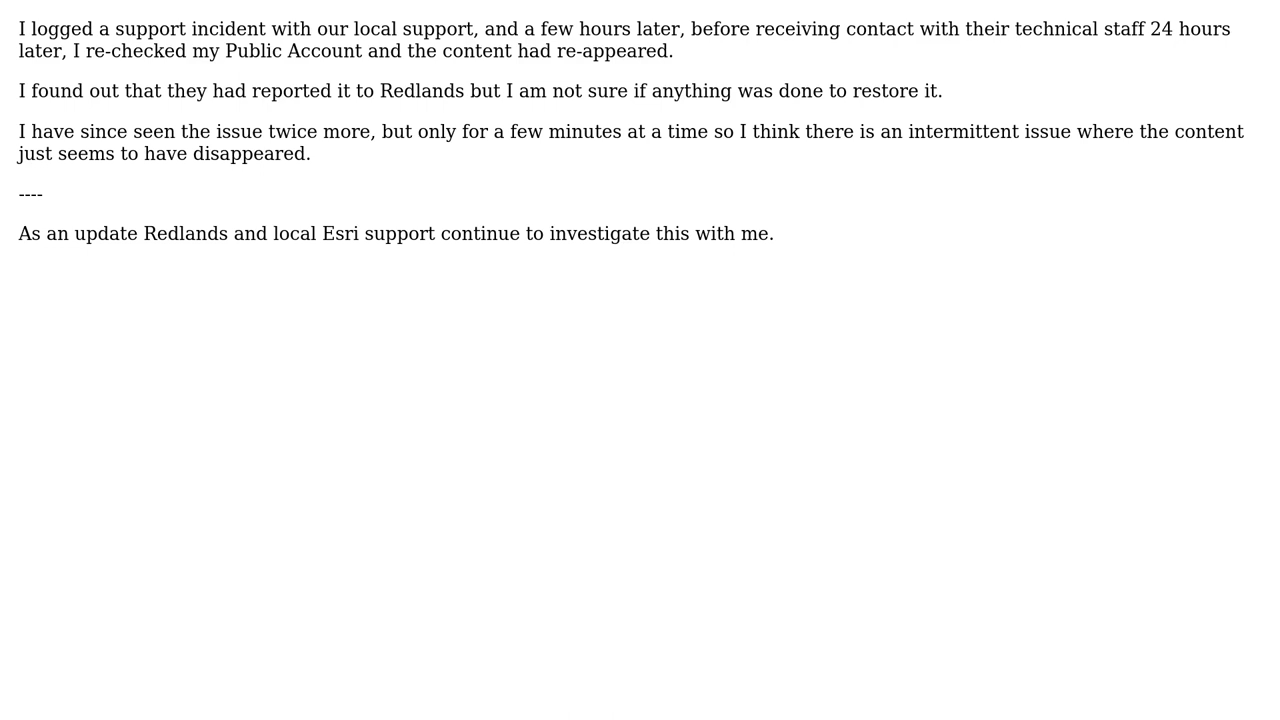 I logged a support incident with our local support, and a few hours later, before receiving contact with their technical staff 24 hours
later, I re-checked my Public Account and the content had re-appeared.
I found out that they had reported it to Redlands but I am not sure if anything was done to restore it.
I have since seen the issue twice more, but only for a few minutes at a time so I think there is an intermittent issue where the content
just seems to have disappeared.
----
As an update Redlands and local Esri support continue to investigate this with me.